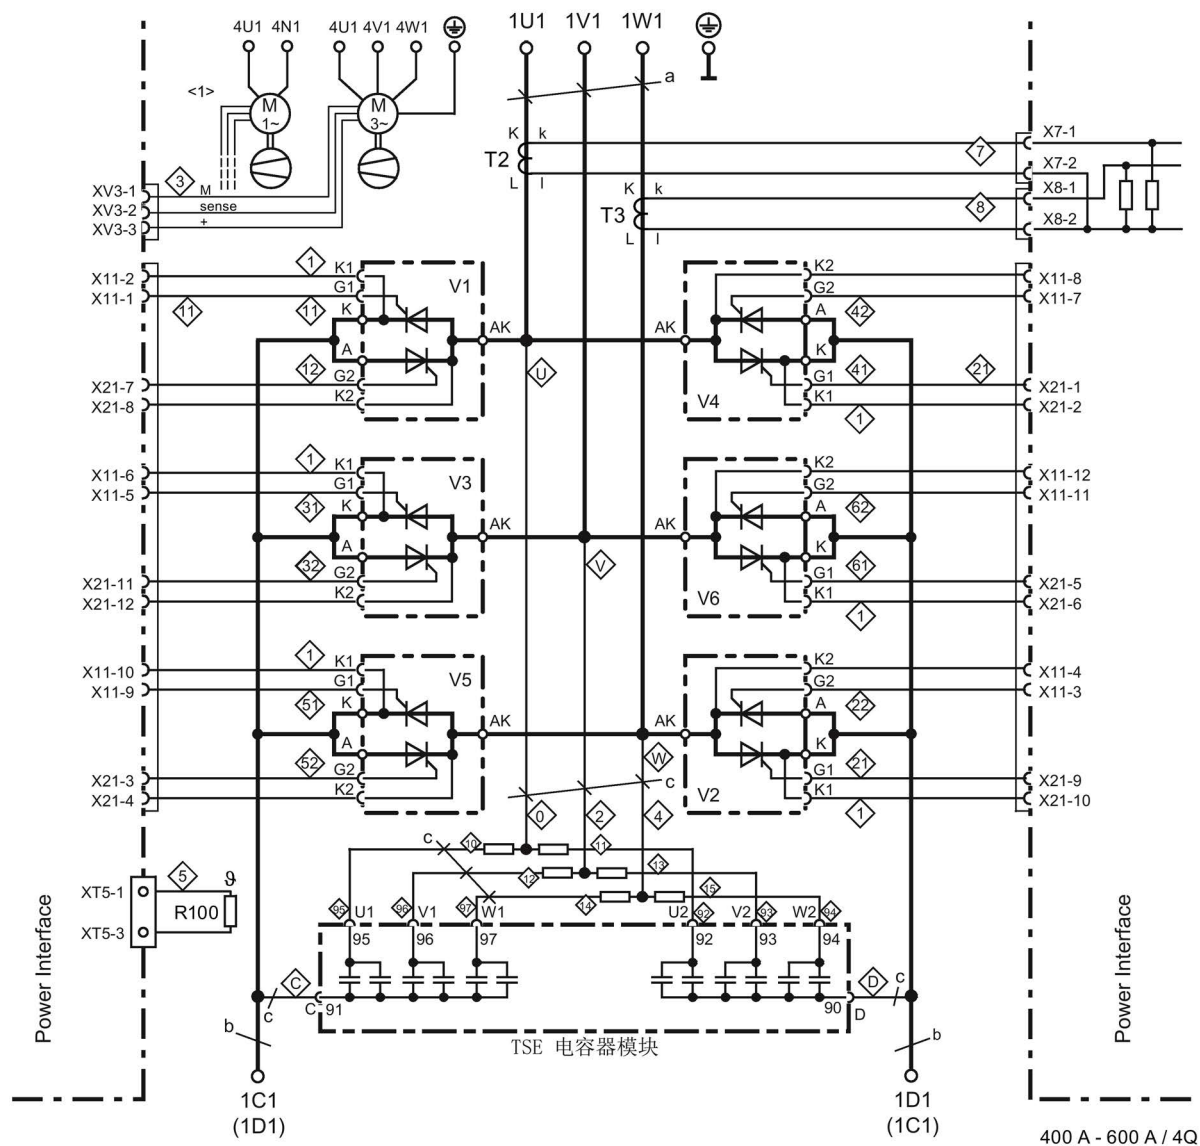 4U1 4N1 4U1 4V1 4W1 1U1 1V1 1W1
a
<1> M 1~ M 3~
K k X7-1
T2 7 X7-2
L l
XV3-1 3 M K k X8-1
XV3-2 sense T3 8
XV3-3 + L l X8-2
X11-2 1 K1 V1 K2 X11-8
X11-1 11 11 G1 G2 X11-7
K AK AK A 42
A U K 41 21
X21-7 12 G2 G1 X21-1
X21-8 K2 V4 K1 1 X21-2
X11-6 1 K1 V3 K2 X11-12
X11-5 31 G1 G2 X11-11
K AK AK A 62
A V K 61
X21-11 32 G2 G1 X21-5
X21-12 K2 V6 K1 1 X21-6
X11-10 1 K1 V5 K2 X11-4
X11-9 51 G1 G2 X11-3
K AK AK A 22
A W K 21
X21-3 52 G2 c G1 X21-9
X21-4 K2 V2 K1 1 X21-10
0 2 4
c 10 11
12 13
XT5-1 5 ϑ 14 15
R100 95 U1 96 V1 97 W1 U2 92 V2 93 W2 94
XT5-3 95 96 97 92 93 94
Power Interface
Power Interface
C c C 91 90 D D c
b b
TSE 电容器模块
1C1 1D1
(1D1) (1C1)
400 A - 600 A / 4Q